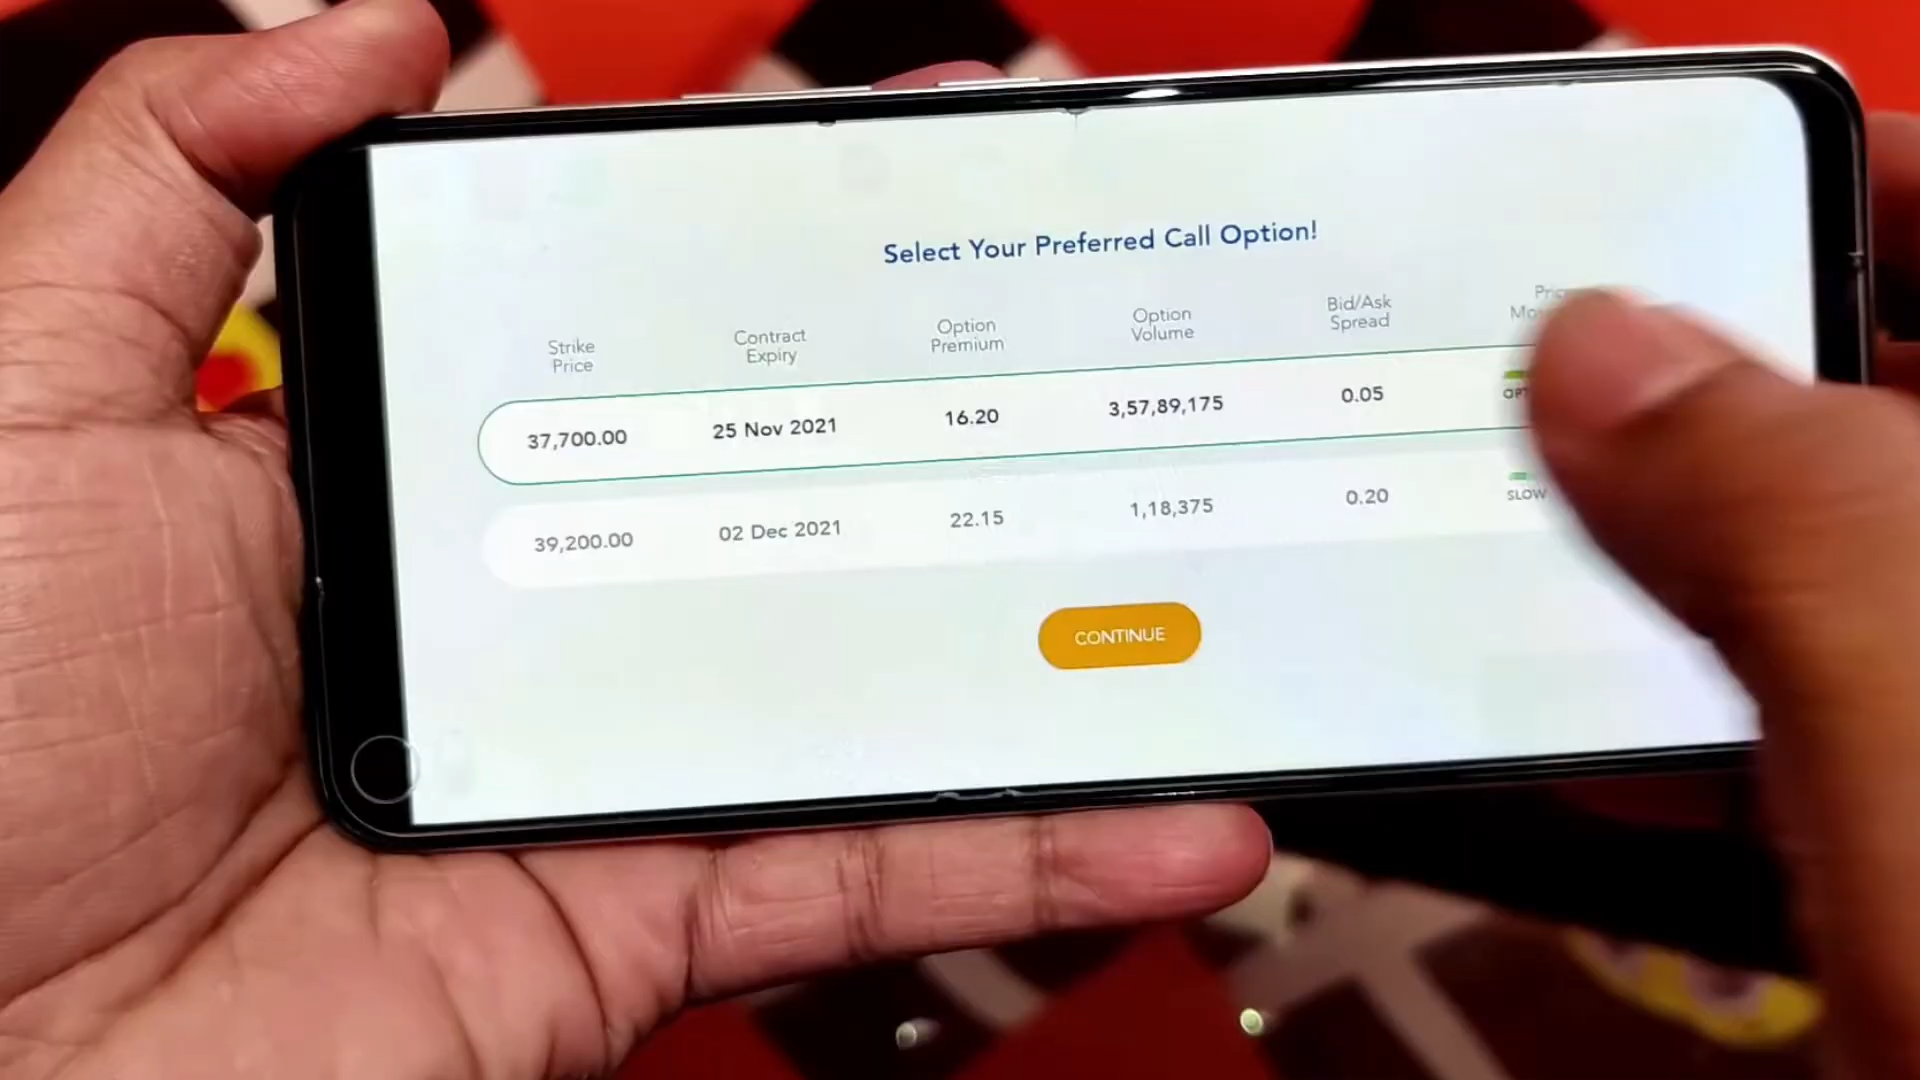 Select Your Preferred Call Option!
Strike Price
Contract Expiry
Option Premium
Option Volume
Bid/Ask Spread
37,700.00 25 Nov 2021 16.20 3,57,89,175 0.05
39,200.00 02 Dec 2021 22.15 1,18,375 0.20 SLOW
CONTINUE